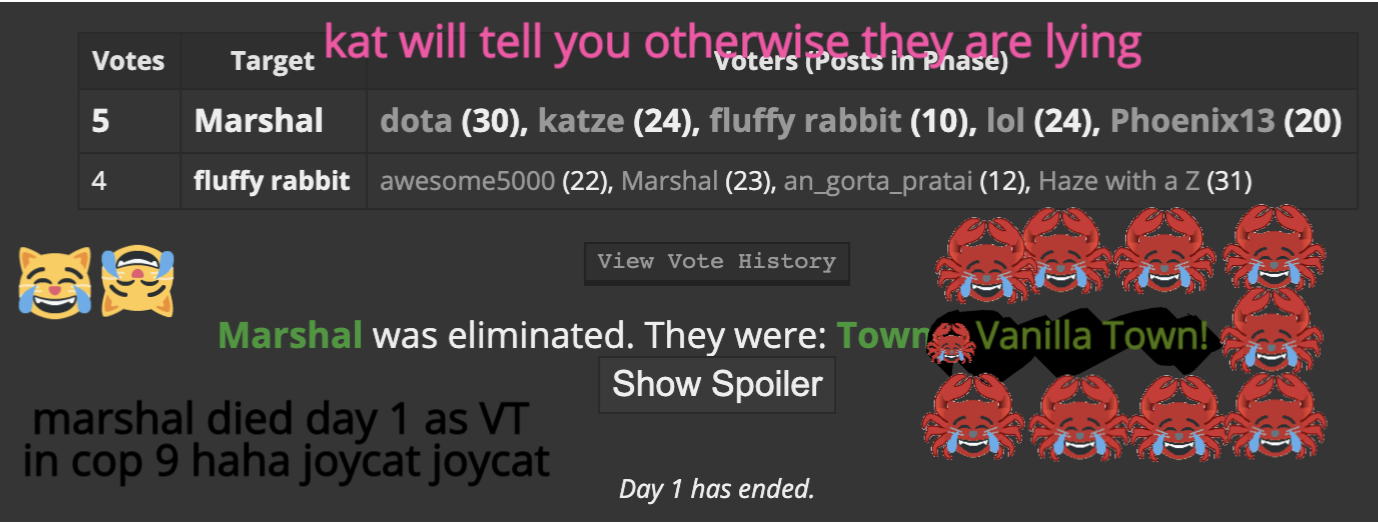 kat will tell you otherwise they are lying
Votes Target Voters (Posts in Phase)
5 Marshal dota (30), katze (24), fluffy rabbit (10), lol (24), Phoenix13 (20)
4 fluffy rabbit awesome5000 (22), Marshal (23), an_gorta_pratai (12), Haze with a Z (31)
View Vote History
Marshal was eliminated. They were: Town Vanilla Town!
Show Spoiler
marshal died day 1 as VT
in cop 9 haha joycat joycat
Day 1 has ended.